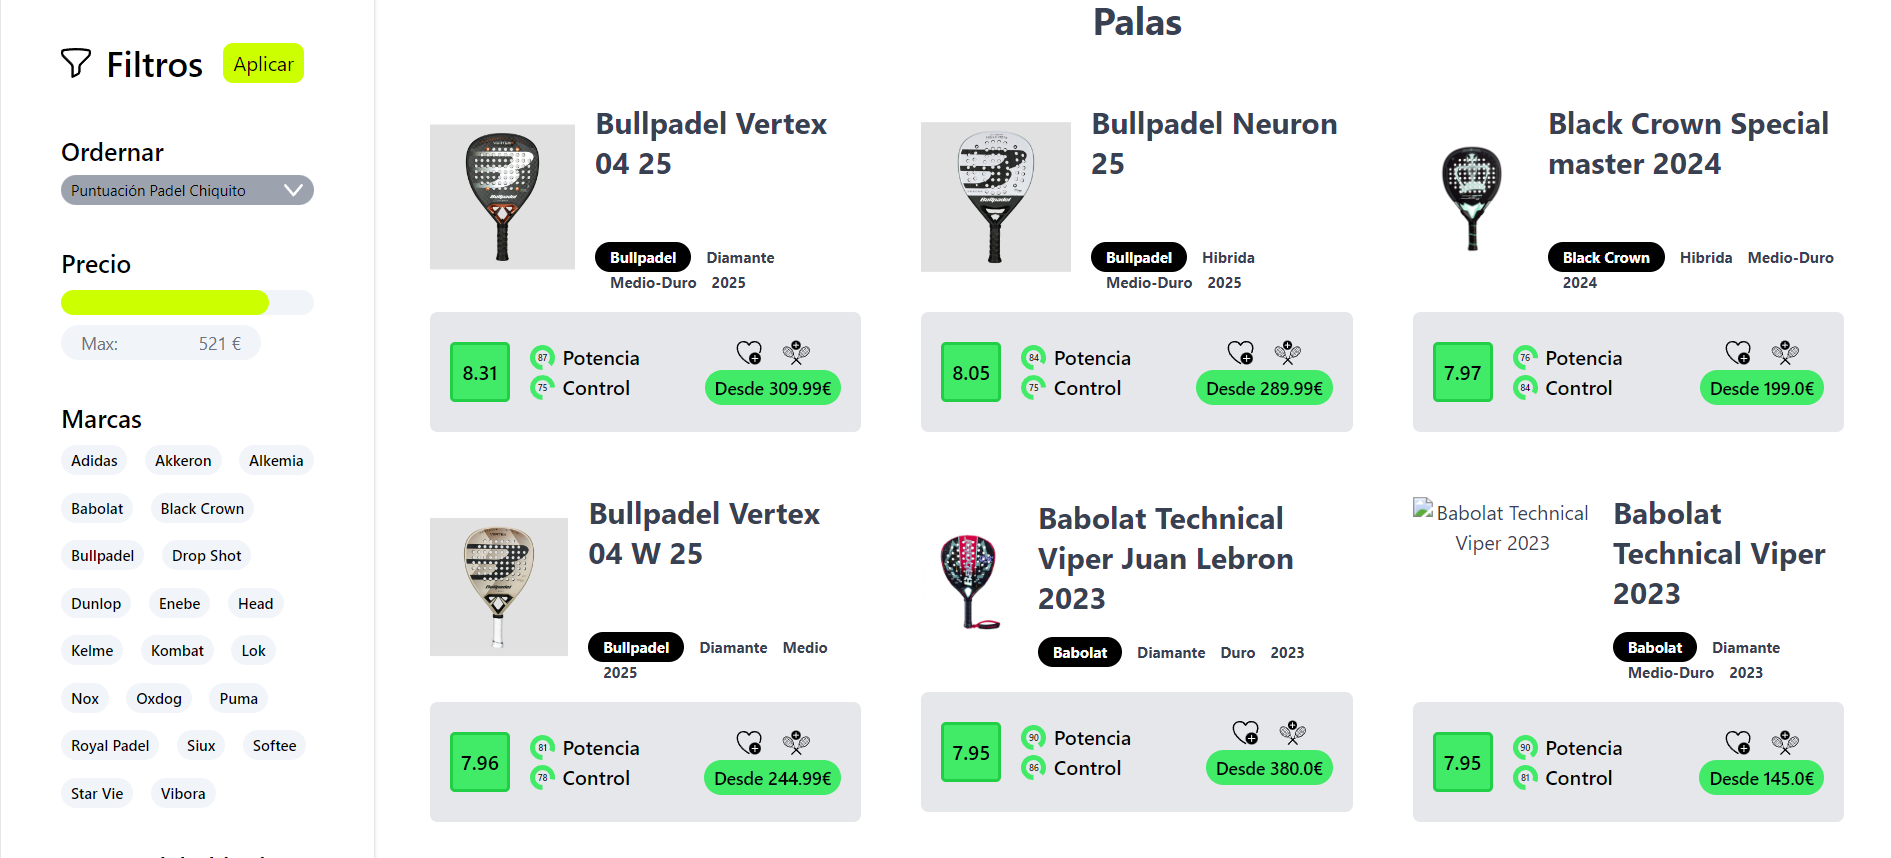 Filtros
Aplicar
Ordernar
Puntuación Padel Chiquito
Precio
Max: 521 €
Marcas
Adidas Akkeron Alkemia
Babolat Black Crown
Bullpadel Drop Shot
Dunlop Enebe Head
Kelme Kombat Lok
Nox Oxdog Puma
Royal Padel Siux Softee
Star Vie Vibora
Palas
Bullpadel Vertex
04 25
Bullpadel Diamante
Medio-Duro 2025
8.31
87 Potencia
75 Control
Desde 309.99€
Bullpadel Neuron
25
Bullpadel Hibrida
Medio-Duro 2025
8.05
84 Potencia
75 Control
Desde 289.99€
Black Crown Special
master 2024
Black Crown Hibrida Medio-Duro
2024
7.97
76 Potencia
84 Control
Desde 199.0€
Bullpadel Vertex
04 W 25
Bullpadel Diamante Medio
2025
7.96
81 Potencia
78 Control
Desde 244.99€
Babolat Technical
Viper Juan Lebron
2023
Babolat Diamante Duro 2023
7.95
90 Potencia
86 Control
Desde 380.0€
Babolat Technical
Viper 2023
Babolat
Technical Viper
2023
Babolat Diamante
Medio-Duro 2023
7.95
90 Potencia
81 Control
Desde 145.0€